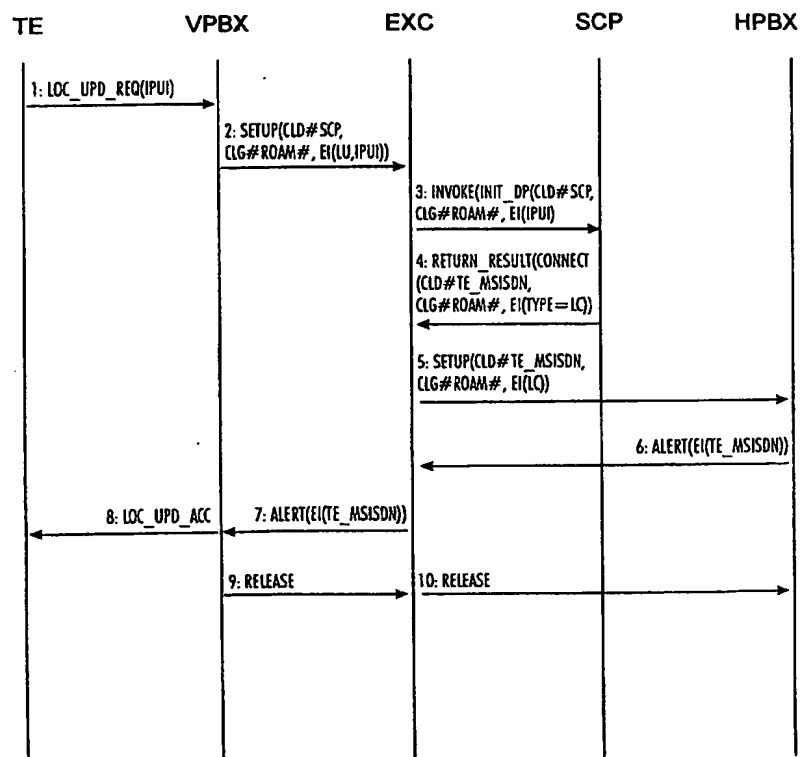 TE VPBX EXC SCP HPBX
1: LOC_UPD_REQ(IPUI)
2: SETUP(CLD#SCP,
CLG#ROAM#, EI(LU,IPUI))
3: INVOKE(INIT_DP(CLD#SCP,
CLG#ROAM#, EI(IPUI)
4: RETURN_RESULT(CONNECT
(CLD#TE_MSISDN,
CLG#ROAM#, EI(TYPE=LC))
5: SETUP(CLD#TE_MSISDN,
CLG#ROAM#, EI(LC))
6: ALERT(EI(TE_MSISDN))
8: LOC_UPD_ACC 7: ALERT(EI(TE_MSISDN))
9: RELEASE 10: RELEASE